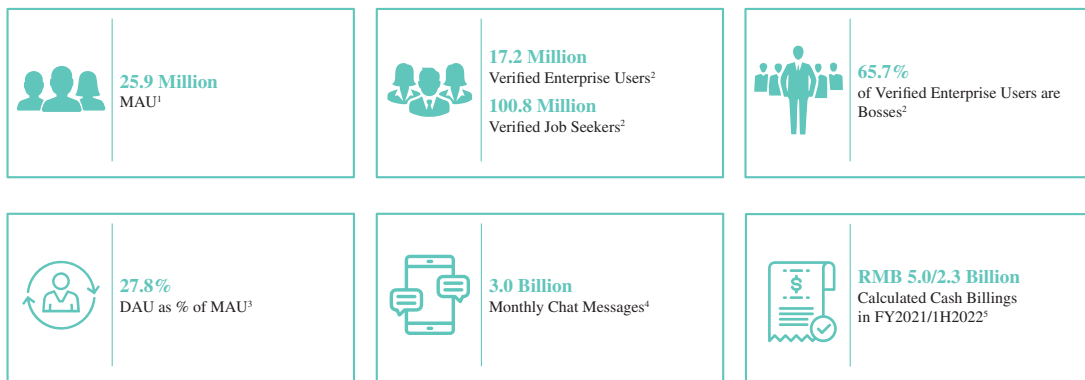 25.9 Million
MAU¹
17.2 Million
Verified Enterprise Users²
100.8 Million
Verified Job Seekers²
65.7%
of Verified Enterprise Users are
Bosses²
27.8%
DAU as % of MAU³
3.0 Billion
Monthly Chat Messages⁴
$
RMB 5.0/2.3 Billion
Calculated Cash Billings
in FY2021/1H2022⁵